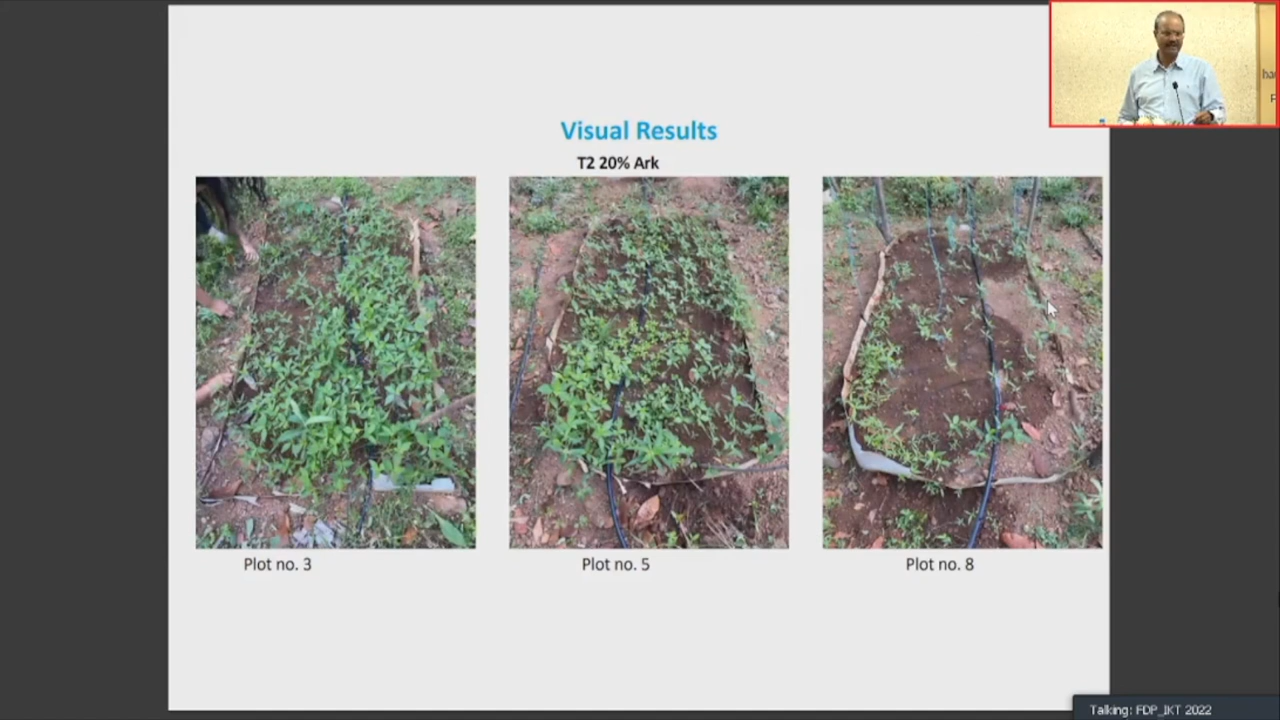 Visual Results
T2 20% Ark
Plot no. 3
Plot no. 5
Plot no. 8
Talking: FDP_IKT 2022